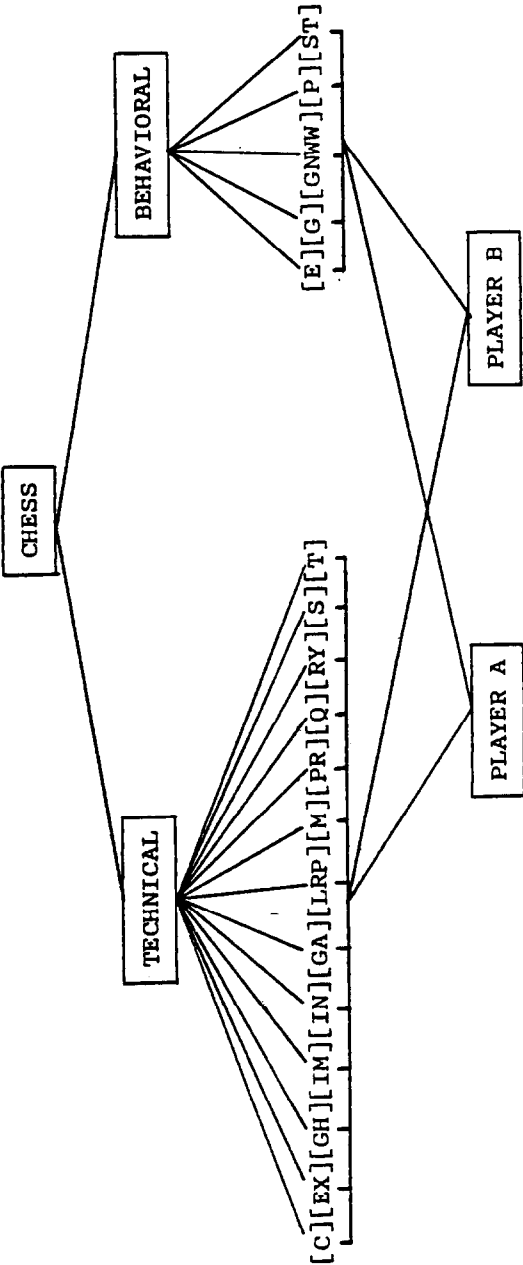 CHESS
TECHNICAL
BEHAVIORAL
[C][EX][GH][IM][IN][GA][LRP][M][PR][Q][RY][S][T]
[E][G][GNWW][P][ST]
PLAYER A
PLAYER B